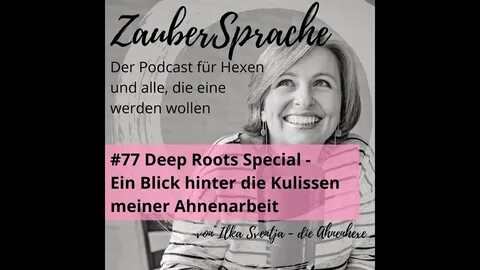 ZauberSprache
Der Podcast für Hexen
und alle, die eine
werden wollen
#77 Deep Roots Special -
Ein Blick hinter die Kulissen
meiner Ahnenarbeit
von Ilka Sventja - die Ahnenhexe